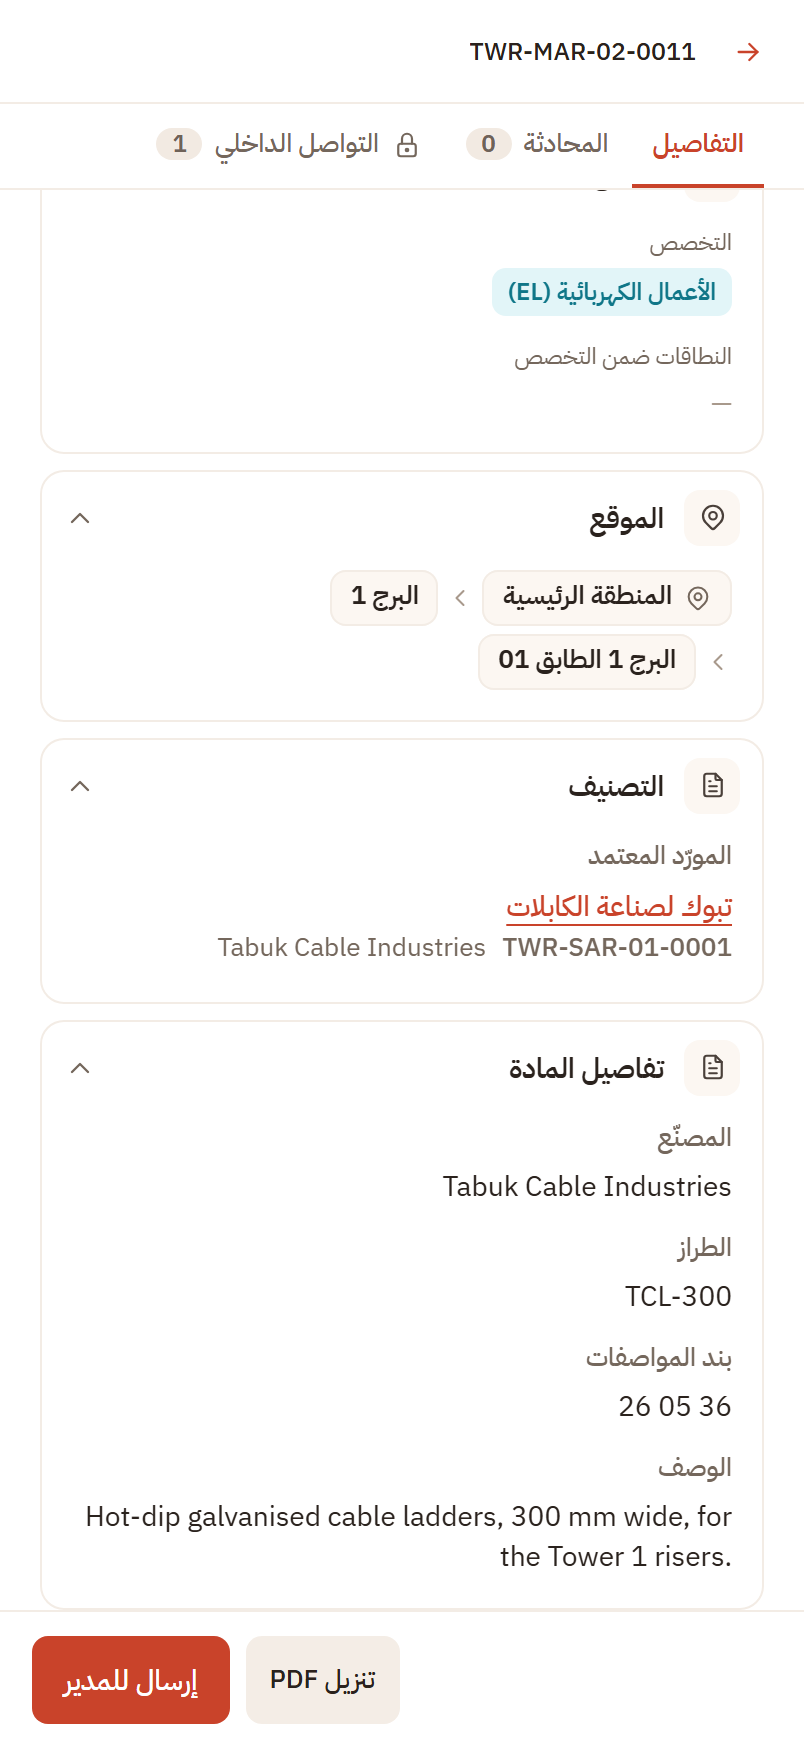 TWR-MAR-02-0011
التفاصيل
المحادثة 0
التواصل الداخلي 1
التخصص
الأعمال الكهربائية (EL)
النطاقات ضمن التخصص
—
الموقع
المنطقة الرئيسية
البرج 1
البرج 1 الطابق 01
التصنيف
المورّد المعتمد
تبوك لصناعة الكابلات
TWR-SAR-01-0001 Tabuk Cable Industries
تفاصيل المادة
المصنّع
Tabuk Cable Industries
الطراز
TCL-300
بند المواصفات
26 05 36
الوصف
Hot-dip galvanised cable ladders, 300 mm wide, for
the Tower 1 risers.
تنزيل PDF
إرسال للمدير